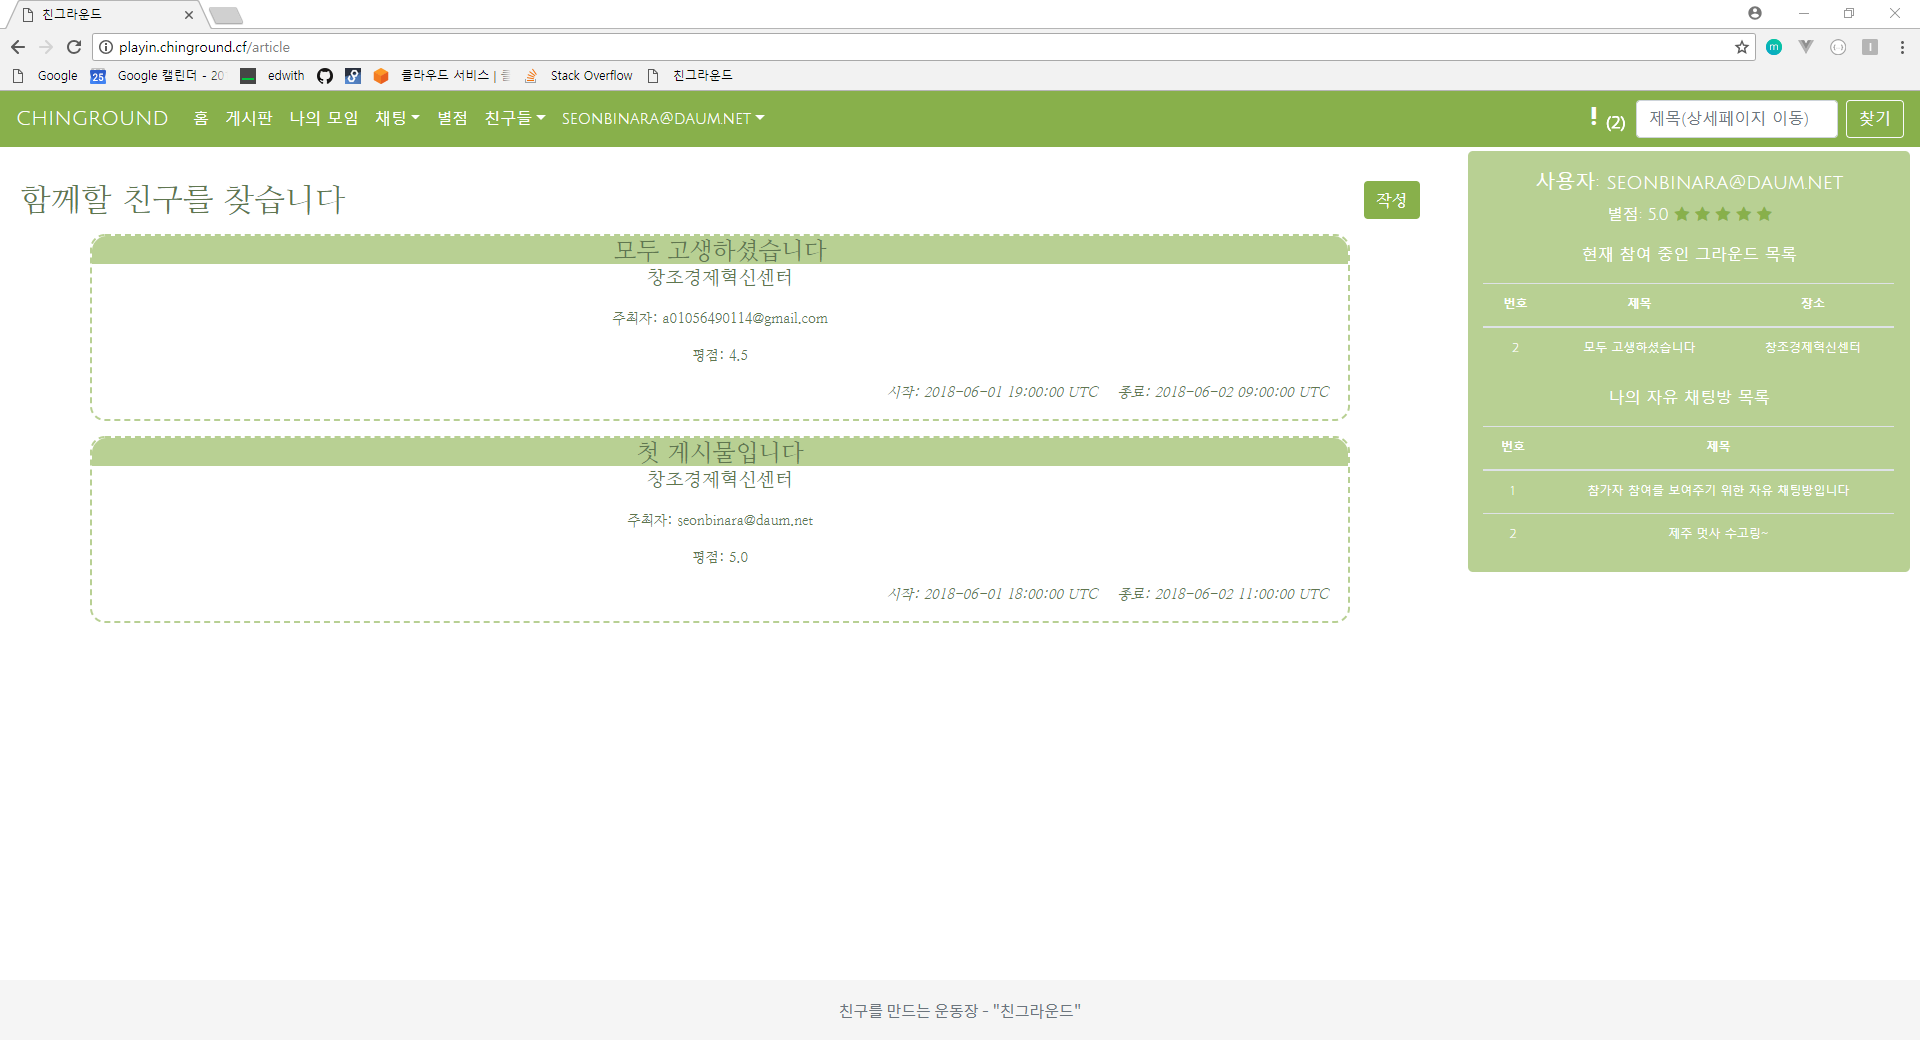 친그라운드
playin.chinground.cf/article
Google
25
Google 캘린더 - 20
edwith
클라우드 서비스 |
Stack Overflow
친그라운드
CHINGROUND 홈 게시판 나의 모임 채팅 별점 친구들 SEONBINARA@DAUM.NET
! (2) 제목(상세페이지 이동) 찾기
함께할 친구를 찾습니다
작성
모두 고생하셨습니다
창조경제혁신센터
주최자: a01056490114@gmail.com
평점: 4.5
시작: 2018-06-01 19:00:00 UTC 종료: 2018-06-02 09:00:00 UTC
첫 게시물입니다
창조경제혁신센터
주최자: seonbinara@daum.net
평점: 5.0
시작: 2018-06-01 18:00:00 UTC 종료: 2018-06-02 11:00:00 UTC
사용자: SEONBINARA@DAUM.NET
별점: 5.0 ★ ★ ★ ★ ★
현재 참여 중인 그라운드 목록
번호 제목 장소
2 모두 고생하셨습니다 창조경제혁신센터
나의 자유 채팅방 목록
번호 제목
1 참가자 참여를 보여주기 위한 자유 채팅방입니다
2 제주 멋사 수고링~
친구를 만드는 운동장 - "친그라운드"